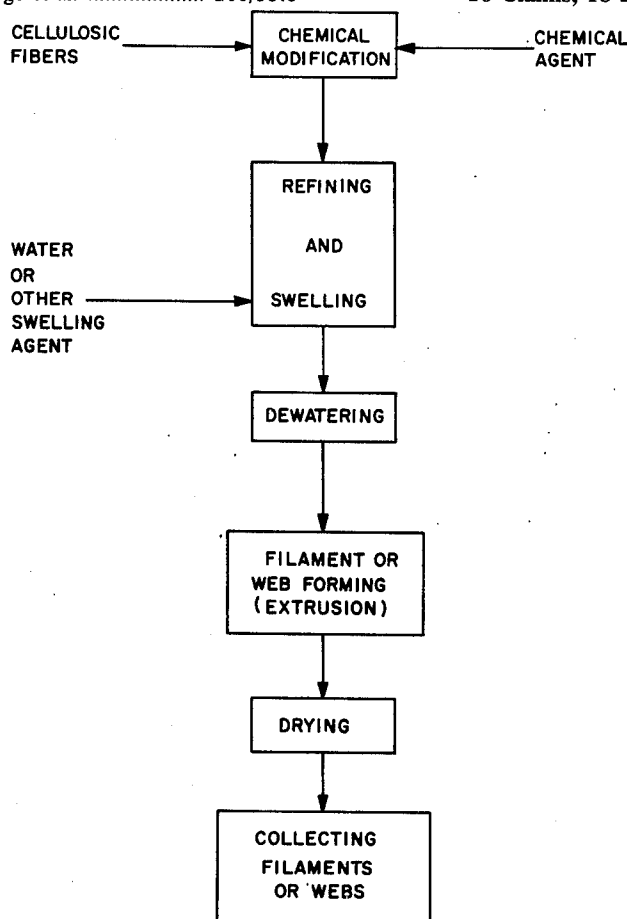 CELLULOSIC
FIBERS
CHEMICAL
MODIFICATION
CHEMICAL
AGENT
REFINING
AND
SWELLING
WATER
OR
OTHER
SWELLING
AGENT
DEWATERING
FILAMENT OR
WEB FORMING
(EXTRUSION)
DRYING
COLLECTING
FILAMENTS
OR WEBS